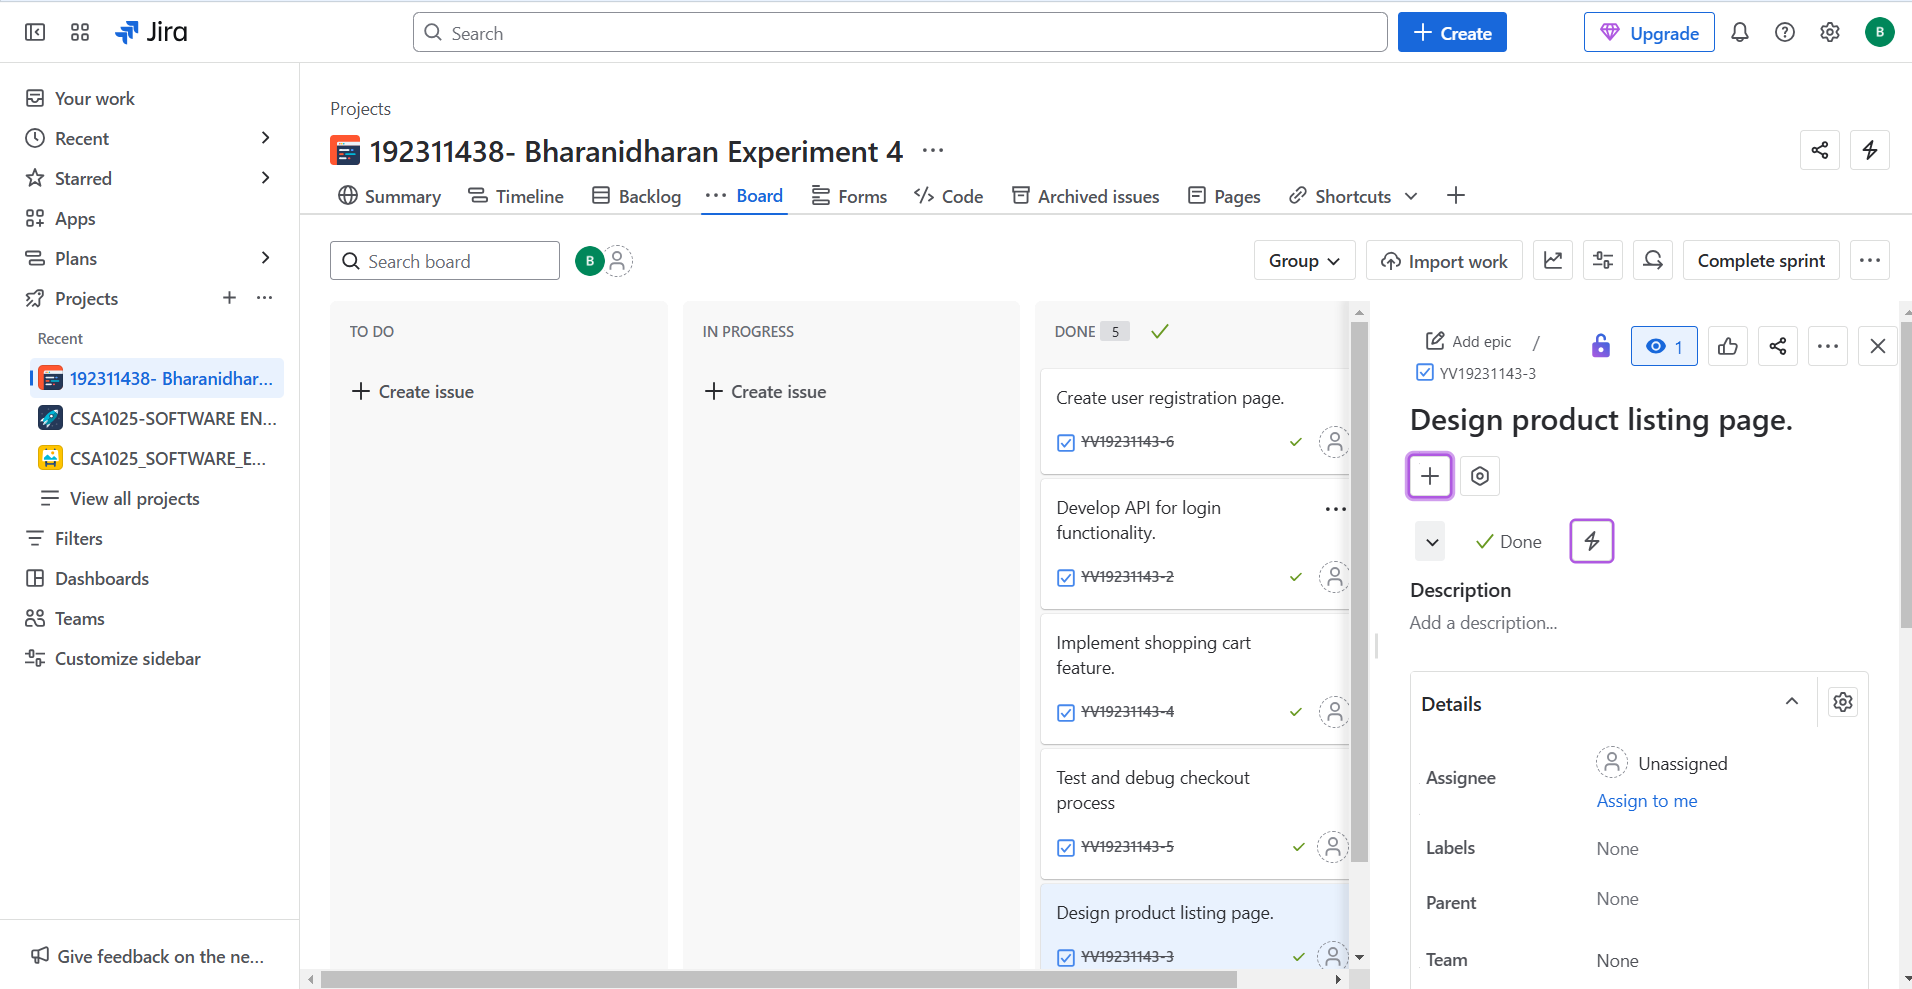 Jira
Search
Create
Upgrade
B
Your work
Recent
Starred
Apps
Plans
Projects
Recent
192311438- Bharanidhar...
CSA1025-SOFTWARE EN...
CSA1025_SOFTWARE_E...
View all projects
Filters
Dashboards
Teams
Customize sidebar
Give feedback on the ne...
Projects
192311438- Bharanidharan Experiment 4
Summary
Timeline
Backlog
Board
Forms
Code
Archived issues
Pages
Shortcuts
Search board
B
Group
Import work
Complete sprint
TO DO
Create issue
IN PROGRESS
Create issue
DONE 5
Create user registration page.
YV19231143-6
Develop API for login
functionality.
YV19231143-2
Implement shopping cart
feature.
YV19231143-4
Test and debug checkout
process
YV19231143-5
Design product listing page.
YV19231143-3
Add epic /
YV19231143-3
1
Design product listing page.
Done
Description
Add a description...
Details
Assignee
Unassigned
Assign to me
Labels
None
Parent
None
Team
None